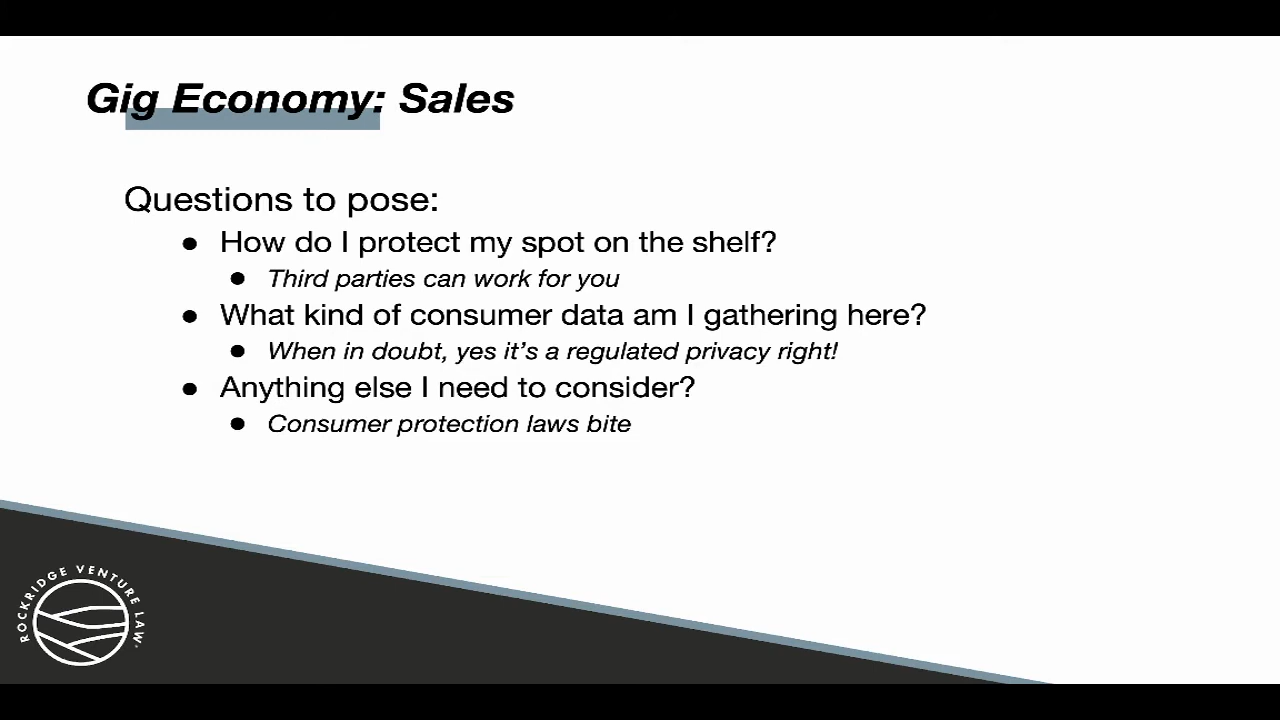 Gig Economy: Sales
Questions to pose:
● How do I protect my spot on the shelf?
● Third parties can work for you
● What kind of consumer data am I gathering here?
● When in doubt, yes it's a regulated privacy right!
● Anything else I need to consider?
● Consumer protection laws bite
ROCKRIDGE VENTURE LAW